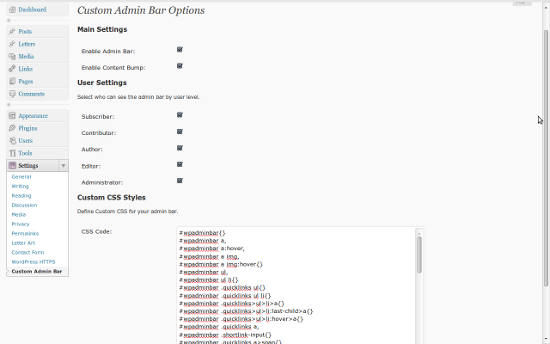 Custom Admin Bar Options
Dashboard
Posts
Letters
Media
Links
Pages
Comments
Appearance
Plugins
Users
Tools
Settings
General
Writing
Reading
Discussion
Media
Privacy
Permalinks
Letter Art
Contact Form
WordPress HTTPS
Custom Admin Bar
Main Settings
Enable Admin Bar:
Enable Content Bump:
User Settings
Select who can see the admin bar by user level.
Subscriber:
Contributor:
Author:
Editor:
Administrator:
Custom CSS Styles
Define Custom CSS for your admin bar.
CSS Code:
#wpadminbar{}
#wpadminbar a,
#wpadminbar a:hover,
#wpadminbar a img,
#wpadminbar a img:hover{}
#wpadminbar ul,
#wpadminbar ul li{}
#wpadminbar .quicklinks ul{}
#wpadminbar .quicklinks ul li{}
#wpadminbar .quicklinks>ul>li>a{}
#wpadminbar .quicklinks>ul>li:last-child>a{}
#wpadminbar .quicklinks>ul>li:hover>a{}
#wpadminbar .quicklinks a,
#wpadminbar .shortlink-input{}
#wpadminbar .quicklinks a>span{}